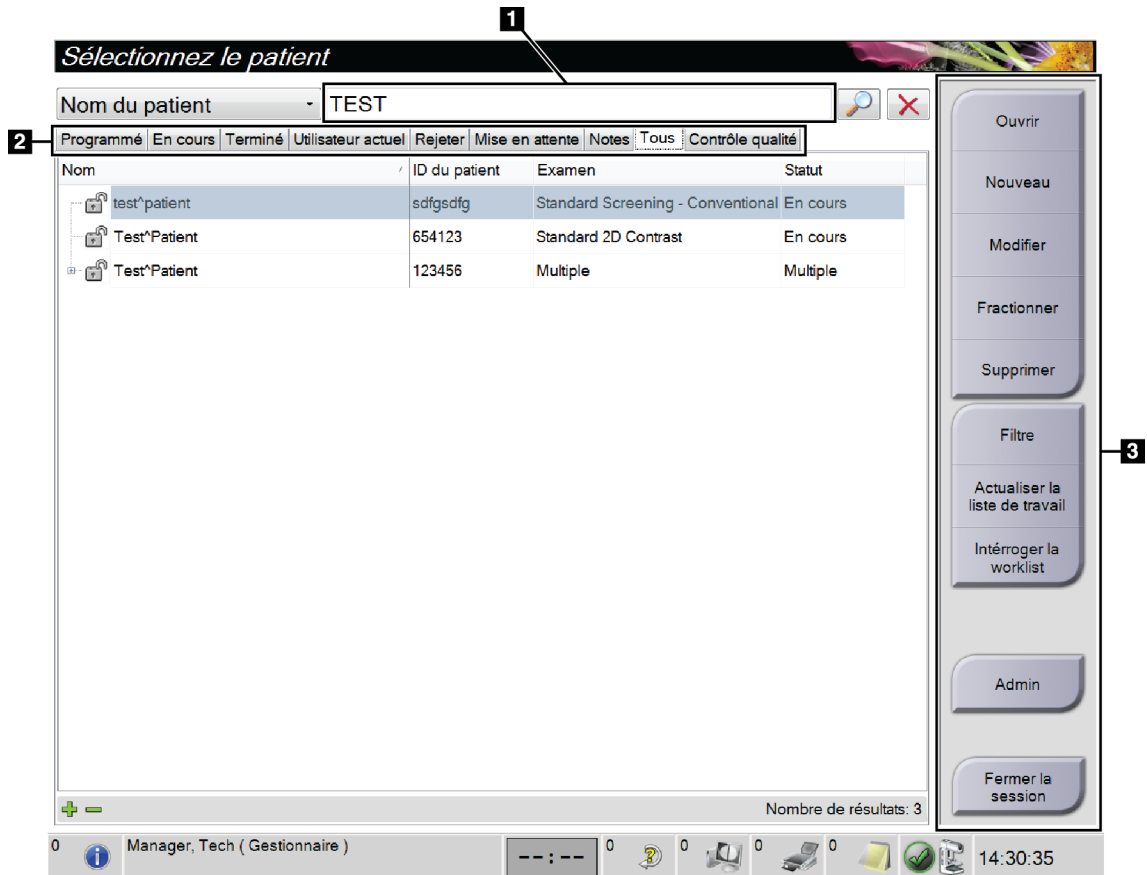 1
Sélectionnez le patient
Nom du patient TEST
2
Programmé En cours Terminé Utilisateur actuel Rejeter Mise en attente Notes Tous Contrôle qualité
Nom ID du patient Examen Statut
test^patient sdfgsdfg Standard Screening - Conventional En cours
Test^Patient 654123 Standard 2D Contrast En cours
Test^Patient 123456 Multiple Multiple
Nombre de résultats: 3
Ouvrir
Nouveau
Modifier
Fractionner
Supprimer
Filtre
3
Actualiser la
liste de travail
Intérroger la
worklist
Admin
Fermer la
session
0 Manager, Tech ( Gestionnaire ) --:-- 0 0 0 0 14:30:35